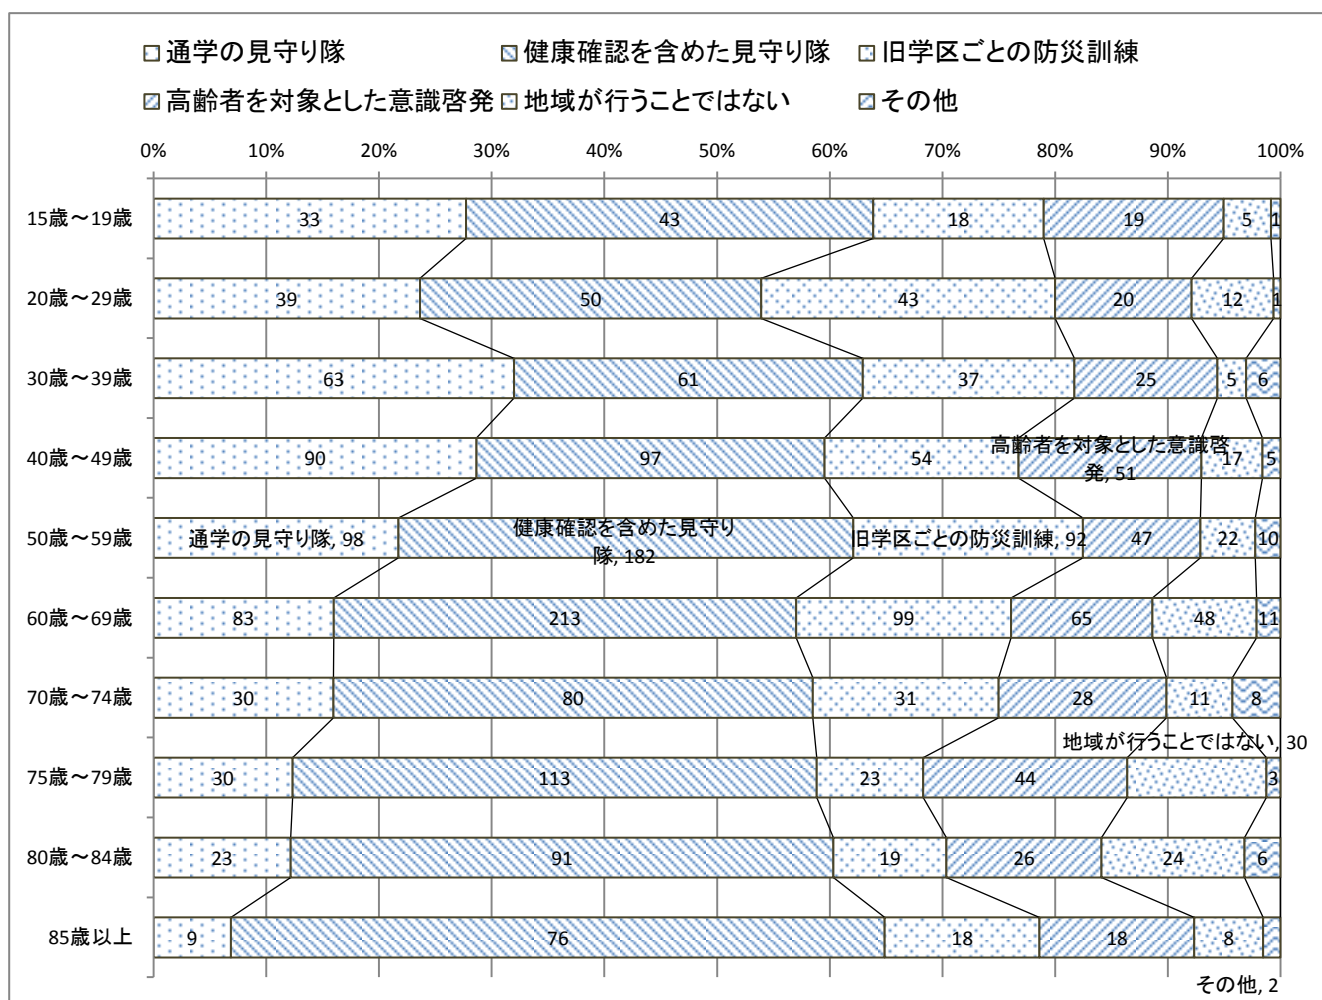 通学の見守り隊 健康確認を含めた見守り隊 旧学区ごとの防災訓練
高齢者を対象とした意識啓発 地域が行うことではない その他
0% 10% 20% 30% 40% 50% 60% 70% 80% 90% 100%
15歳～19歳 33 43 18 19 5 1
20歳～29歳 39 50 43 20 12 1
30歳～39歳 63 61 37 25 5 6
40歳～49歳 90 97 54 高齢者を対象とした意識啓 17 5
発, 51
50歳～59歳 通学の見守り隊, 98 健康確認を含めた見守り 旧学区ごとの防災訓練, 92 47 22 10
隊, 182
60歳～69歳 83 213 99 65 48 11
70歳～74歳 30 80 31 28 11 8
地域が行うことではない, 30
75歳～79歳 30 113 23 44 3
80歳～84歳 23 91 19 26 24 6
85歳以上 9 76 18 18 8
その他, 2